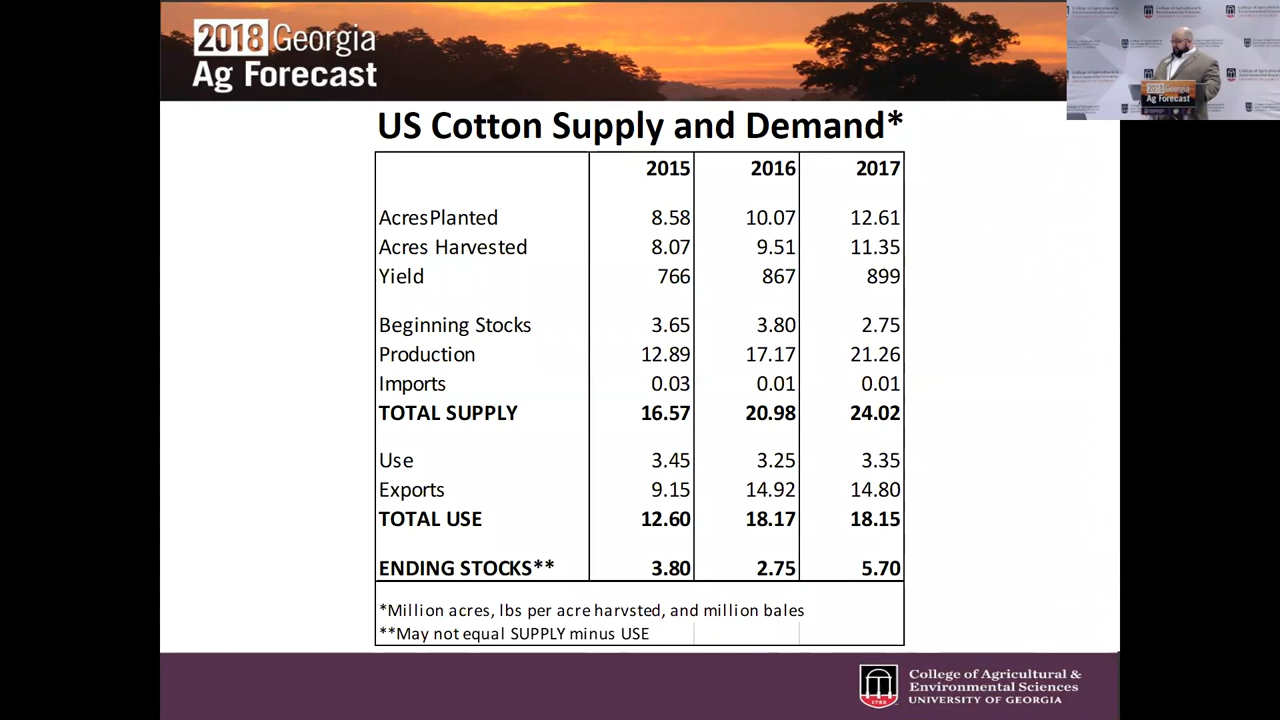 2018 Georgia
Ag Forecast
US Cotton Supply and Demand*
2015 2016 2017
AcresPlanted 8.58 10.07 12.61
Acres Harvested 8.07 9.51 11.35
Yield 766 867 899
Beginning Stocks 3.65 3.80 2.75
Production 12.89 17.17 21.26
Imports 0.03 0.01 0.01
TOTAL SUPPLY 16.57 20.98 24.02
Use 3.45 3.25 3.35
Exports 9.15 14.92 14.80
TOTAL USE 12.60 18.17 18.15
ENDING STOCKS** 3.80 2.75 5.70
*Million acres, lbs per acre harvsted, and million bales
**May not equal SUPPLY minus USE
College of Agricultural &
Environmental Sciences
UNIVERSITY OF GEORGIA
1785
2018 Georgia
Ag Forecast